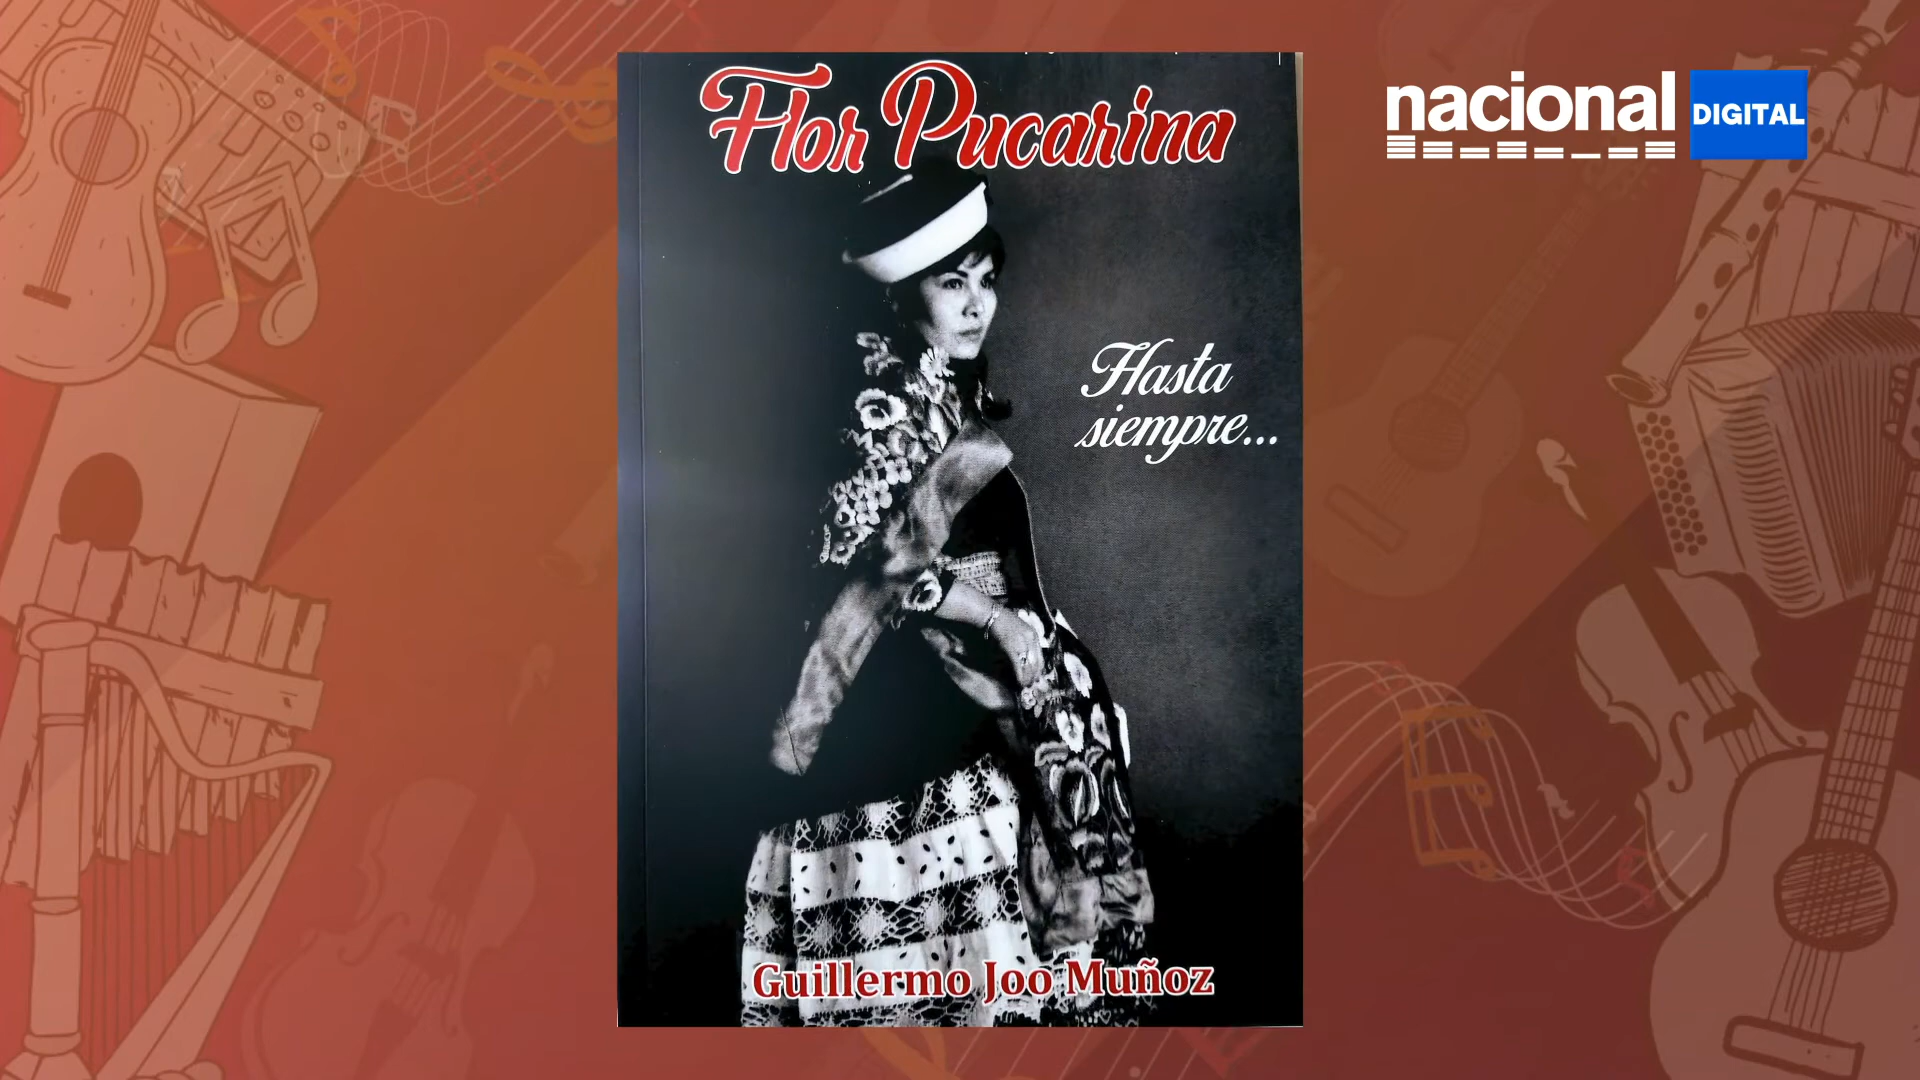 Flor Pucarina
nacional
DIGITAL
Hasta
siempre...
Guillermo Joo Muñoz